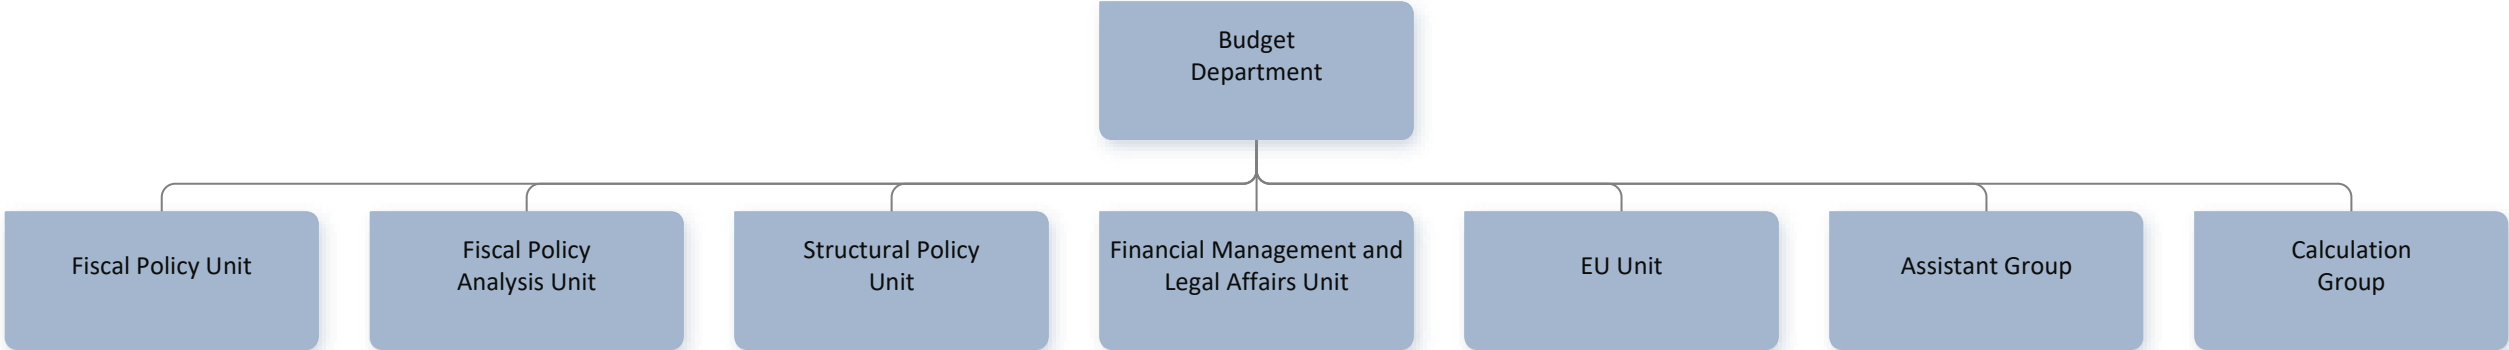 Budget
Department
Fiscal Policy Unit
Fiscal Policy
Analysis Unit
Structural Policy
Unit
Financial Management and
Legal Affairs Unit
EU Unit
Assistant Group
Calculation
Group